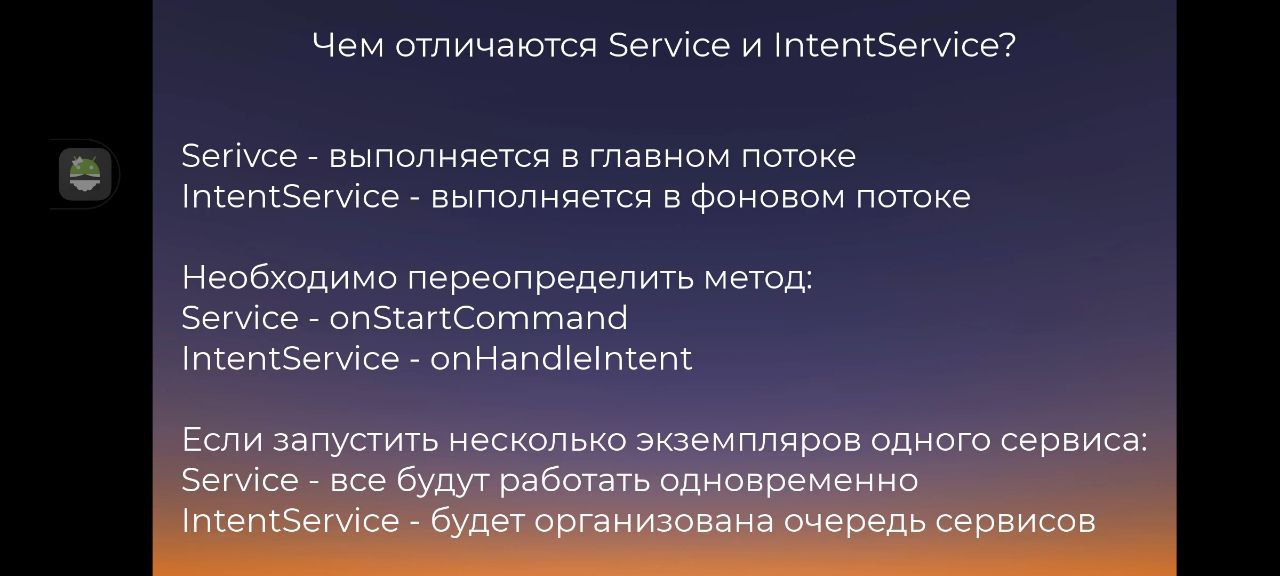 Чем отличаются Service и IntentService?
Serivce - выполняется в главном потоке
IntentService - выполняется в фоновом потоке
Необходимо переопределить метод:
Service - onStartCommand
IntentService - onHandleIntent
Если запустить несколько экземпляров одного сервиса:
Service - все будут работать одновременно
IntentService - будет организована очередь сервисов